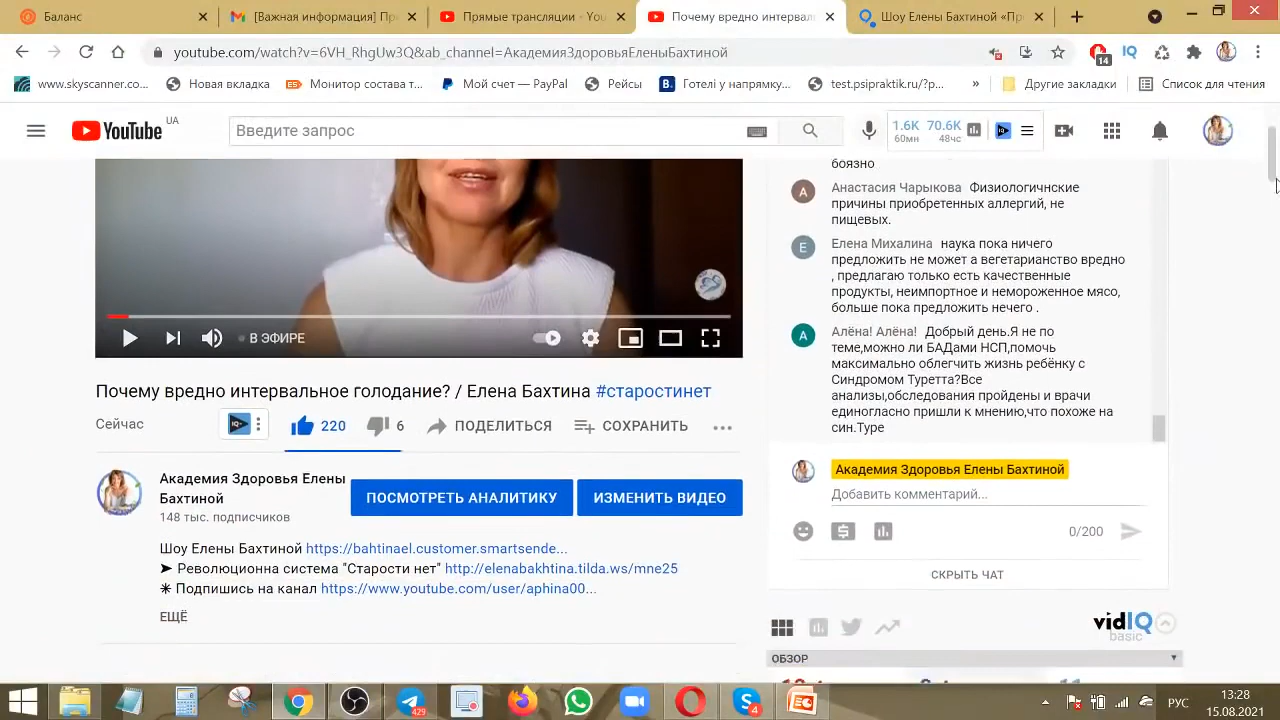 Баланс
[Важная информация] Пр
Прямые трансляции - You
Почему вредно интервал
Шоу Елены Бахтиной «Пр
youtube.com/watch?v=6VH_RhgUw3Q&ab_channel=АкадемияЗдоровьяЕленыБахтиной
14
IQ
www.skyscanner.co...
Новая вкладка
Монитор состава т...
Мой счет — PayPal
Рейсы
Готелі у напрямку...
test.psipraktik.ru/?p...
»
Другие закладки
Список для чтения
YouTube UA
Введите запрос
1.6K 70.6K
60мн 48чс
боязно
Анастасия Чарыкова Физиологичнские
причины приобретенных аллергий, не
пищевых.
Елена Михалина наука пока ничего
предложить не может а вегетарианство вредно
, предлагаю только есть качественные
продукты, неимпортное и немороженное мясо,
больше пока предложить нечего .
Алёна! Алёна! Добрый день.Я не по
теме,можно ли БАДами НСП,помочь
максимально облегчить жизнь ребёнку с
Синдромом Туретта?Все
анализы,обследования пройдены и врачи
единогласно пришли к мнению,что похоже на
син.Туре
В ЭФИРЕ
Почему вредно интервальное голодание? / Елена Бахтина #старостинет
Сейчас
220
6
ПОДЕЛИТЬСЯ
СОХРАНИТЬ
Академия Здоровья Елены
Бахтиной
148 тыс. подписчиков
ПОСМОТРЕТЬ АНАЛИТИКУ
ИЗМЕНИТЬ ВИДЕО
Шоу Елены Бахтиной https://bahtinael.customer.smartsende...
➤ Революционна система "Старости нет" http://elenabakhtina.tilda.ws/mne25
✳ Подпишись на канал https://www.youtube.com/user/aphina00...
ЕЩЁ
Академия Здоровья Елены Бахтиной
Добавить комментарий...
0/200
СКРЫТЬ ЧАТ
vidIQ
basic
ОБЗОР
429
4
РУС
13:28
15.08.2021